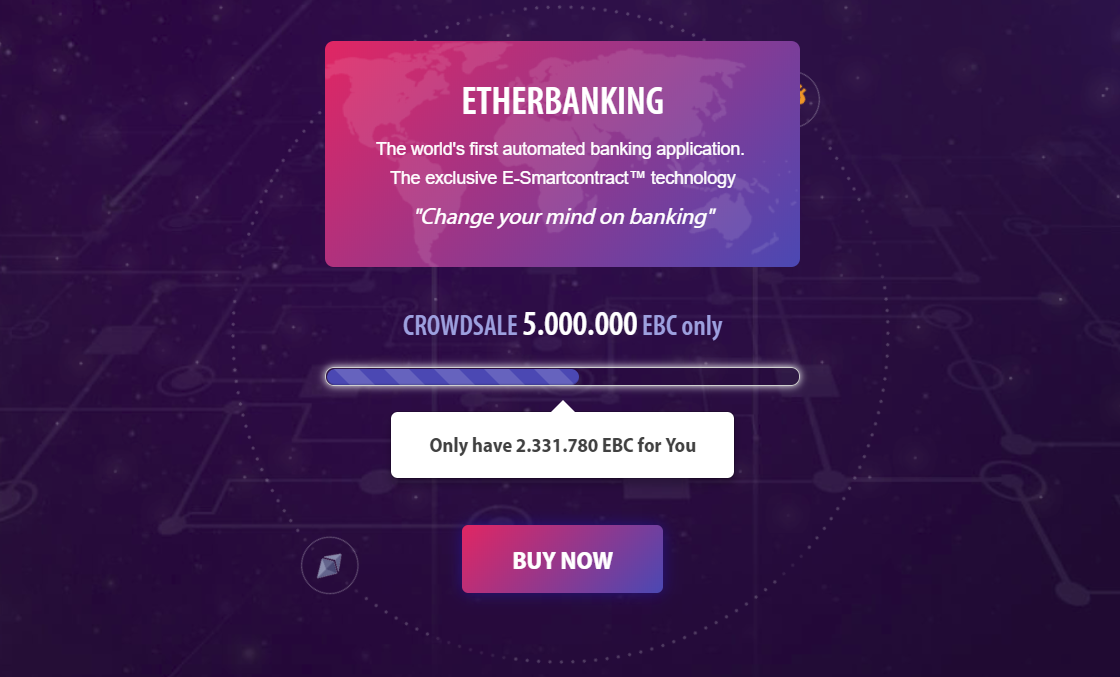 ETHERBANKING
The world's first automated banking application.
The exclusive E-Smartcontract™ technology
"Change your mind on banking"
CROWDSALE 5.000.000 EBC only
Only have 2.331.780 EBC for You
BUY NOW